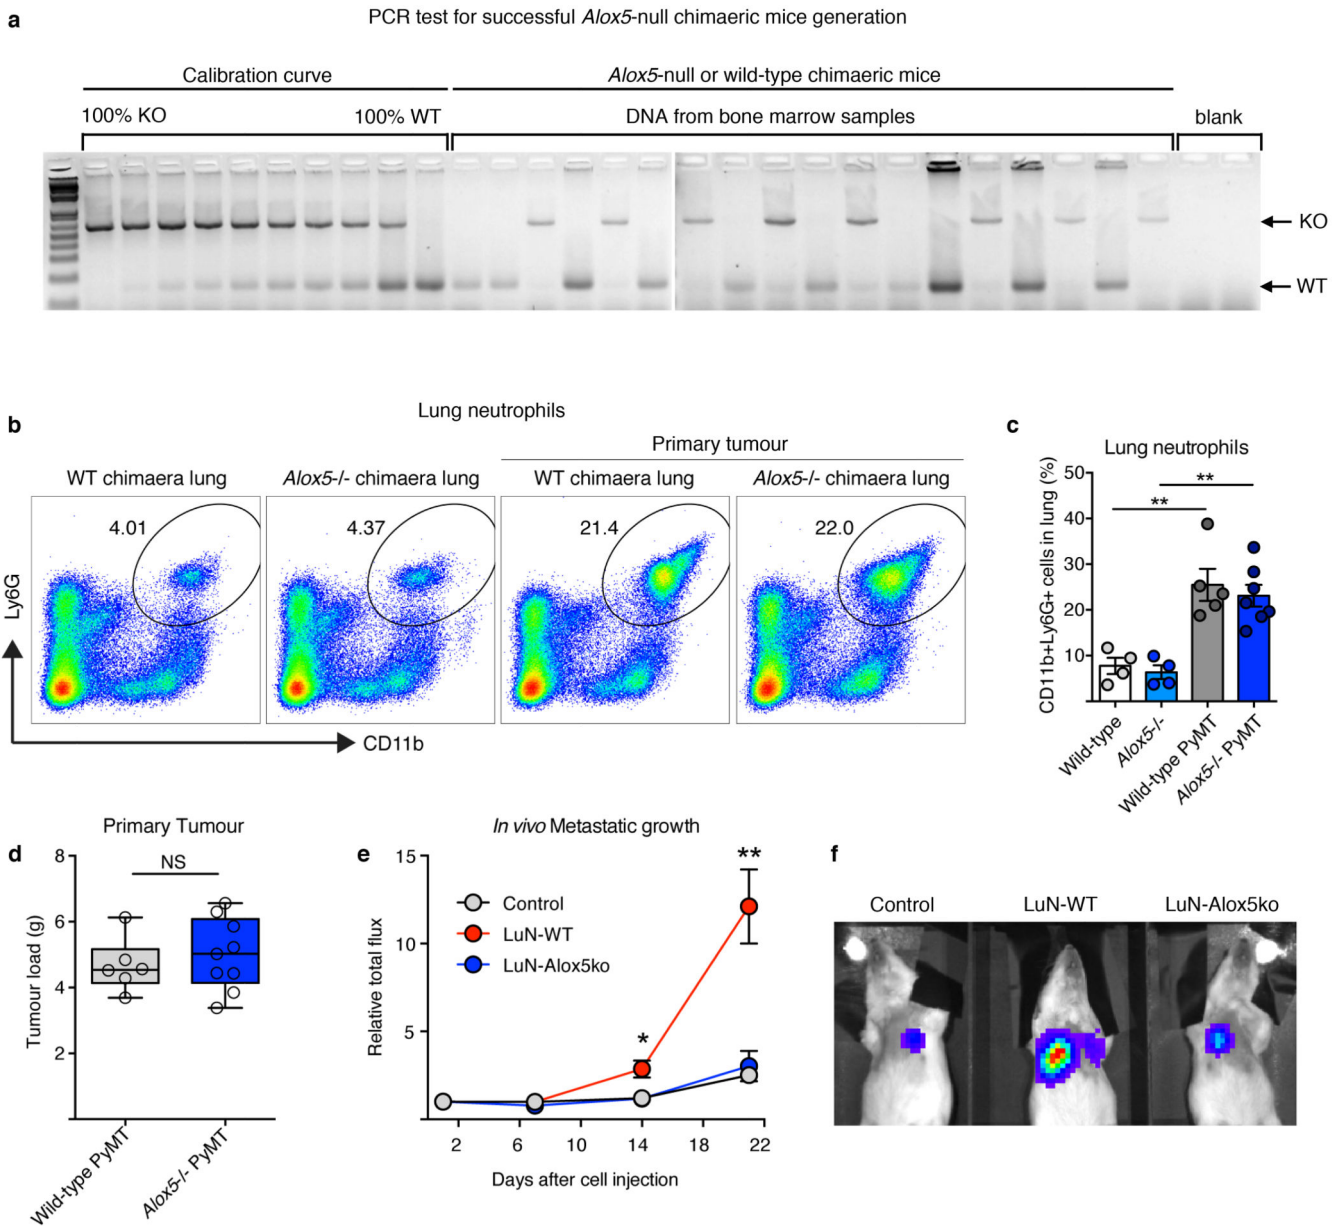 a
PCR test for successful Alox5-null chimaeric mice generation
Calibration curve
Alox5-null or wild-type chimaeric mice
100% KO
100% WT
DNA from bone marrow samples
blank
KO
WT
b
Lung neutrophils
Primary tumour
WT chimaera lung
Alox5-/- chimaera lung
WT chimaera lung
Alox5-/- chimaera lung
4.01
4.37
21.4
22.0
Ly6G
CD11b
c
Lung neutrophils
CD11b+Ly6G+ cells in lung (%)
50
40
30
20
10
**
**
Wild-type
Alox5-/-
Wild-type PyMT
Alox5-/- PyMT
d
Primary Tumour
Tumour load (g)
8
6
4
2
NS
Wild-type PyMT
Alox5-/- PyMT
e
In vivo Metastatic growth
Relative total flux
15
10
5
Control
LuN-WT
LuN-Alox5ko
*
**
2
6
10
14
18
22
Days after cell injection
f
Control
LuN-WT
LuN-Alox5ko